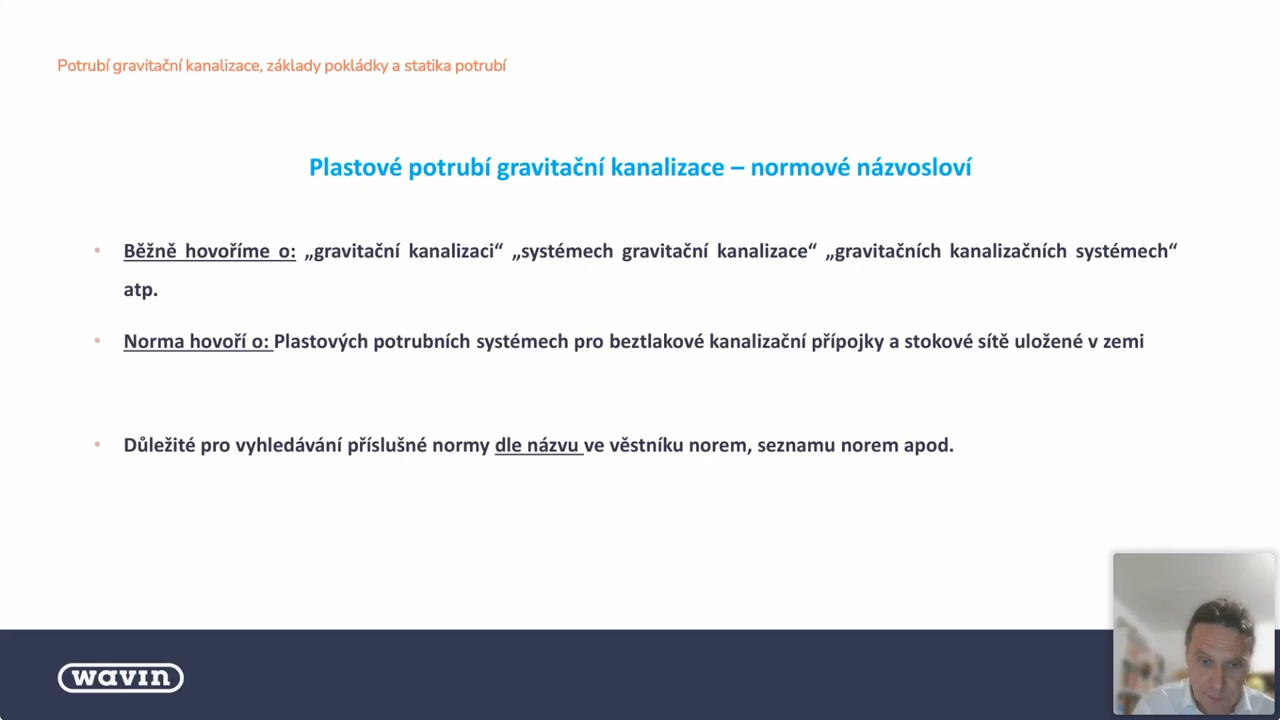 Potrubí gravitační kanalizace, základy pokládky a statika potrubí
Plastové potrubí gravitační kanalizace – normové názvosloví
• Běžně hovoříme o: „gravitační kanalizaci“ „systémech gravitační kanalizace“ „gravitačních kanalizačních systémech“
atp.
• Norma hovoří o: Plastových potrubních systémech pro beztlakové kanalizační přípojky a stokové sítě uložené v zemi
• Důležité pro vyhledávání příslušné normy dle názvu ve věstníku norem, seznamu norem apod.
wavin